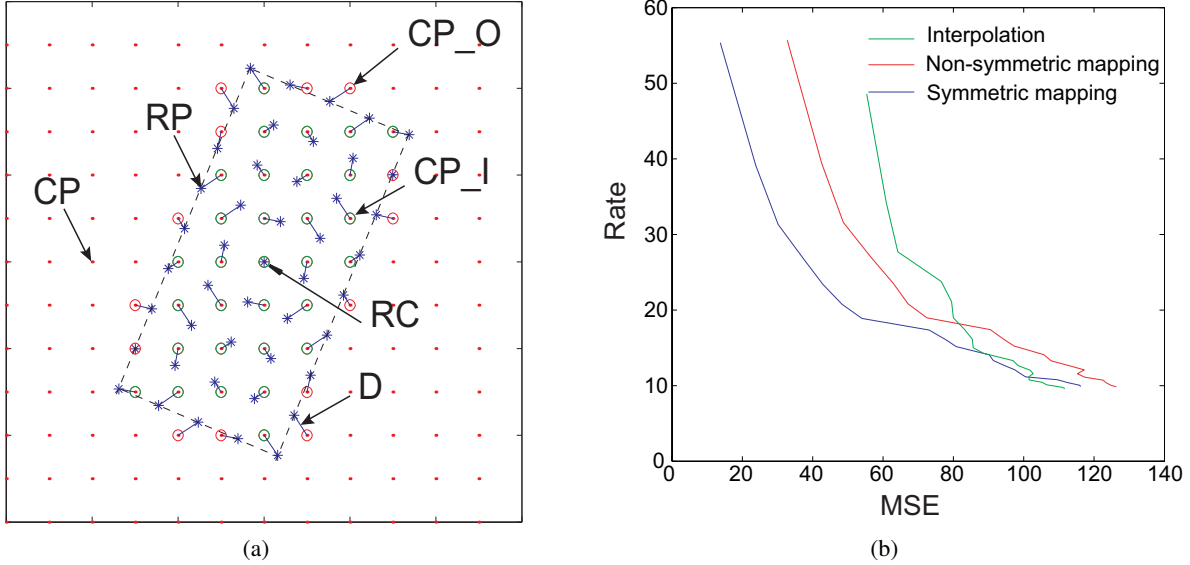 CP_O
RP
CP
CP_I
RC
D
(a)
60
50
40
30
20
10
0
Rate
Interpolation
Non-symmetric mapping
Symmetric mapping
0 20 40 60 80 100 120 140
MSE
(b)